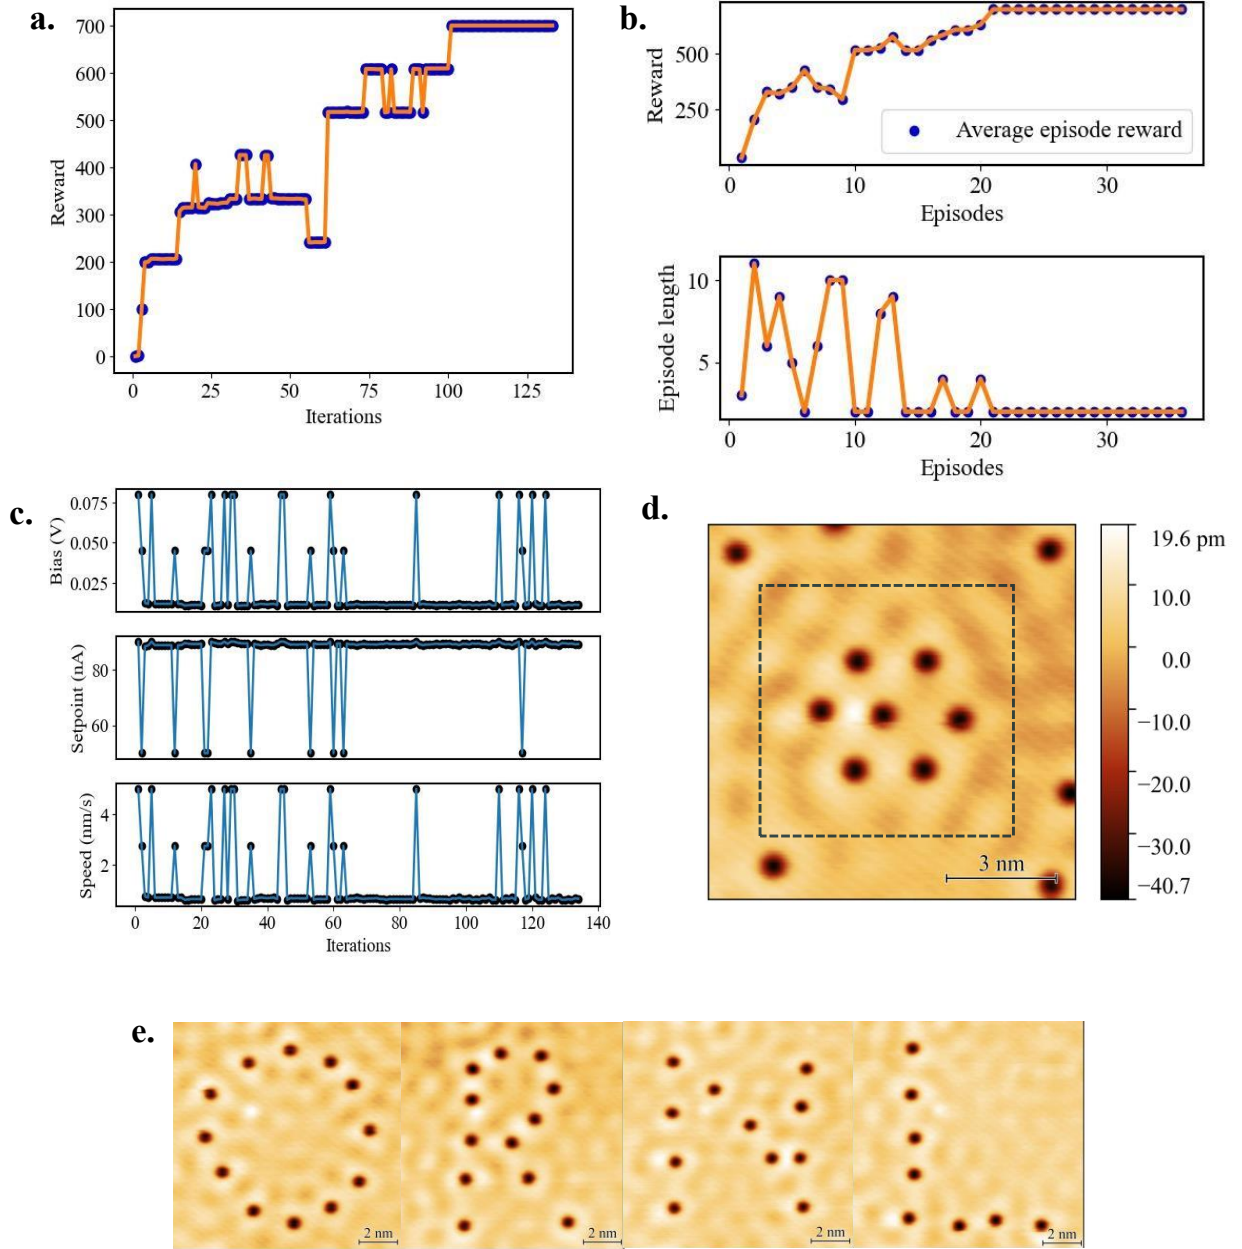 a.
700
600
500
400
300
200
100
0
Reward
0 25 50 75 100 125
Iterations
b.
500
250
Reward
Average episode reward
0 10 20 30
Episodes
10
5
Episode length
0 10 20 30
Episodes
c.
0.075
0.050
0.025
Bias (V)
80
60
Setpoint (nA)
4
2
Speed (nm/s)
0 20 40 60 80 100 120 140
Iterations
d.
3 nm
19.6 pm
10.0
0.0
−10.0
−20.0
−30.0
−40.7
e.
2 nm
2 nm
2 nm
2 nm